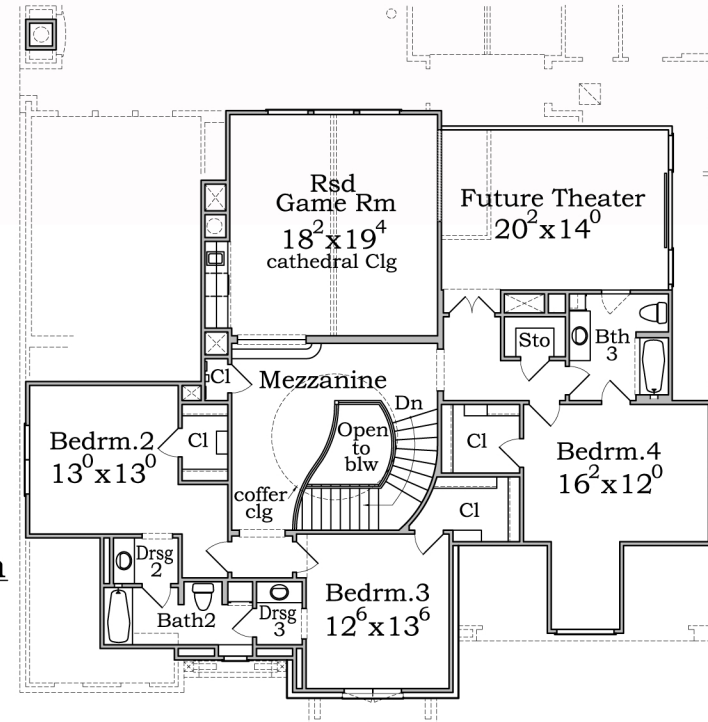 Rsd
Game Rm
18²x19⁴
cathedral Clg
Future Theater
20²x14⁰
Sto
Bth
3
Cl
Mezzanine
Dn
Open
to
blw
Bedrm.2
13⁰x13⁰
Cl
Cl
Bedrm.4
16²x12⁰
coffer
clg
Cl
Drsg
2
Bath2
Drsg
3
Bedrm.3
12⁶x13⁶